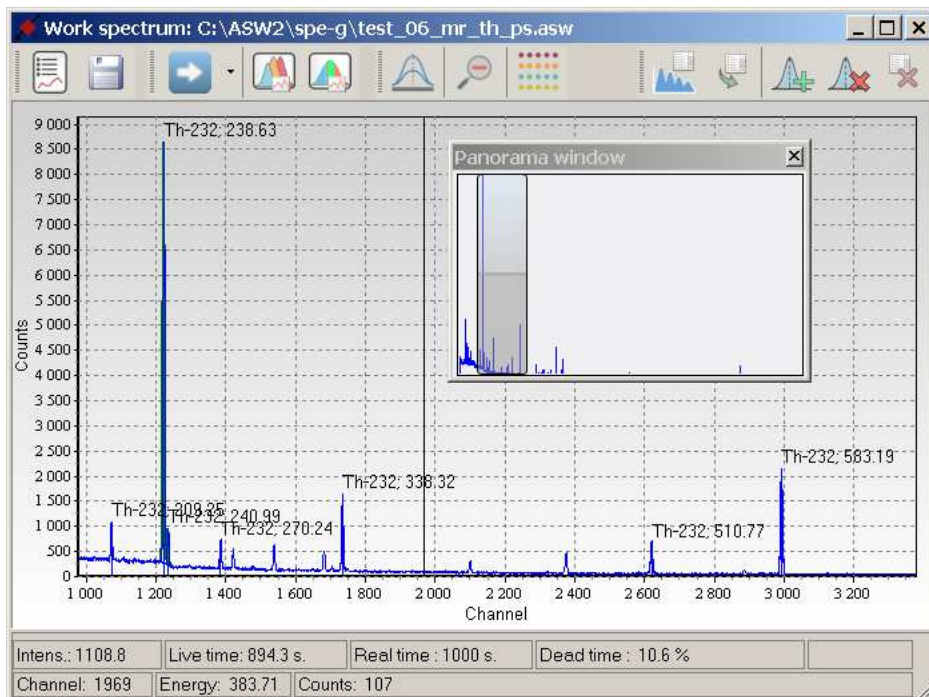 Work spectrum: C:\ASW2\spe-g\test_06_mr_th_ps.asw
9 000
8 500
8 000
7 500
7 000
6 500
6 000
5 500
5 000
4 500
4 000
3 500
3 000
2 500
2 000
1 500
1 000
500
0
Counts
Th-232; 238.63
Panorama window
Th-232; 583.19
Th-232; 338.32
Th-232; 209.25
Th-232; 240.99
Th-232; 270.24
Th-232; 510.77
1 000 1 200 1 400 1 600 1 800 2 000 2 200 2 400 2 600 2 800 3 000 3 200
Channel
Intens.: 1108.8 Live time: 894.3 s. Real time : 1000 s. Dead time : 10.6 %
Channel: 1969 Energy: 383.71 Counts: 107